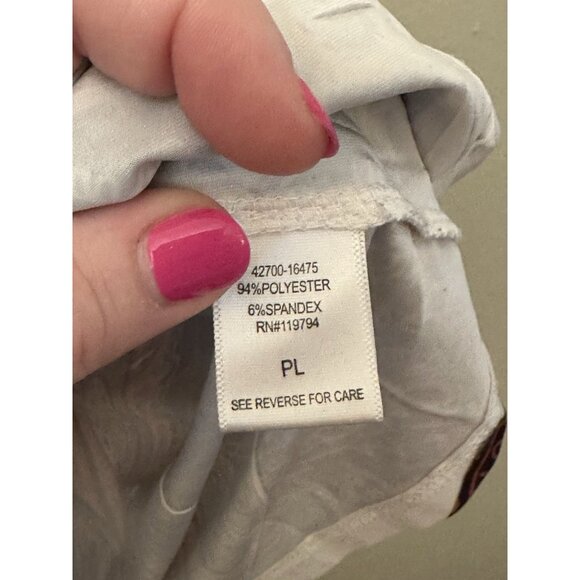 42700-16475
94%POLYESTER
6%SPANDEX
RN#119794
PL
SEE REVERSE FOR CARE